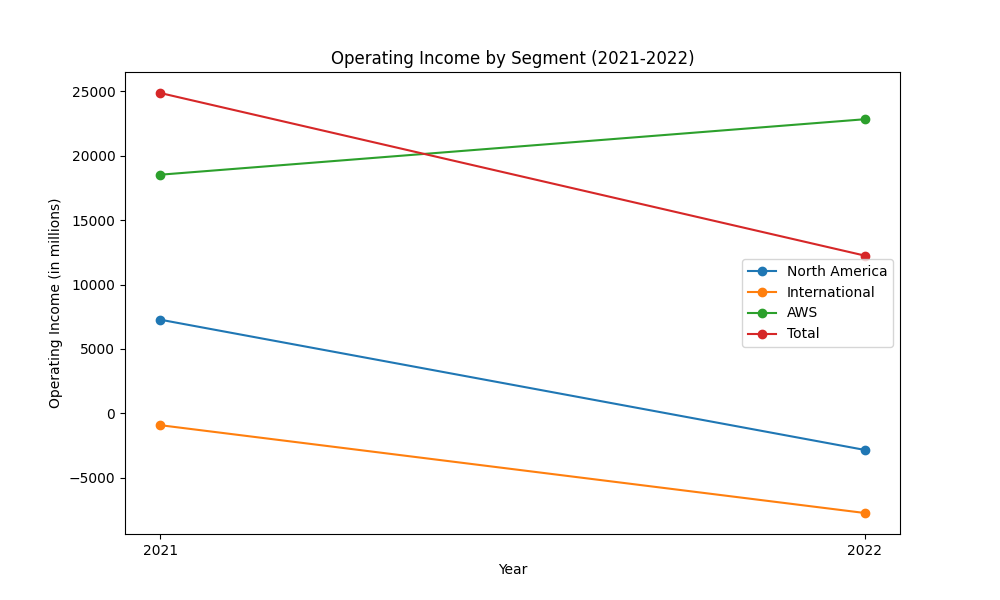 Operating Income by Segment (2021-2022)
Operating Income (in millions)
25000
20000
15000
10000
5000
0
−5000
North America
International
AWS
Total
2021
2022
Year